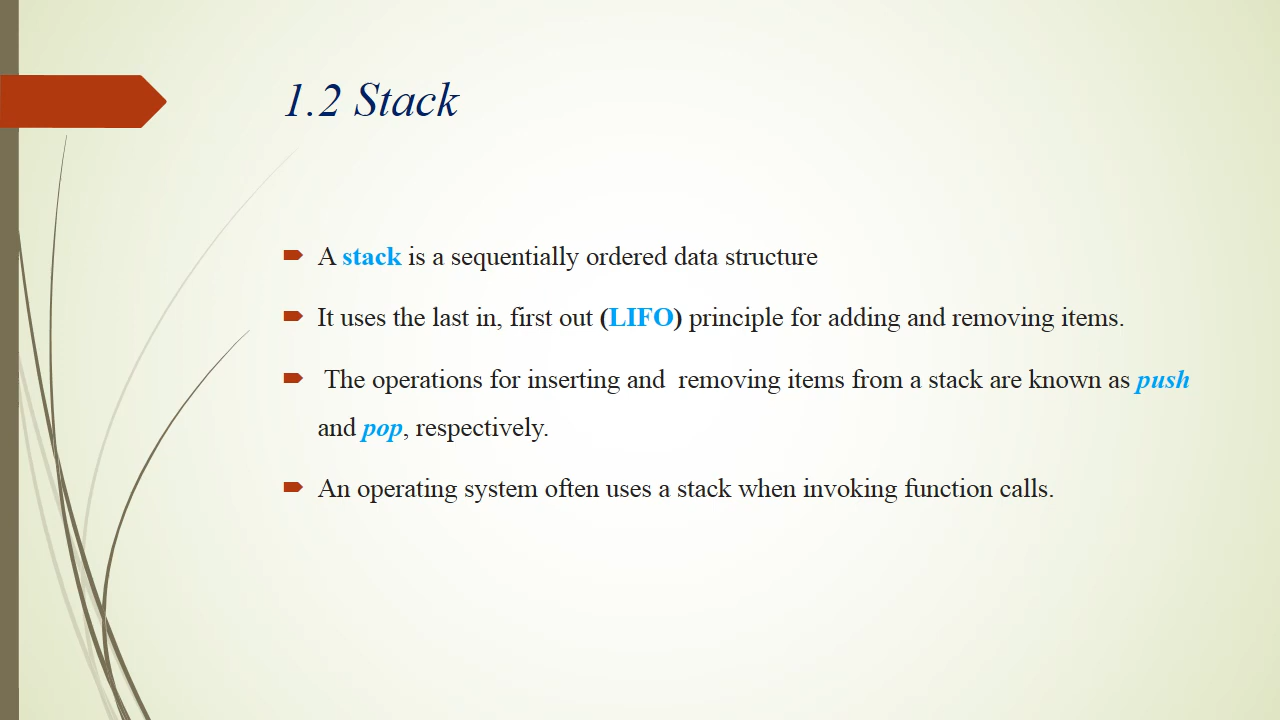 1.2 Stack
A stack is a sequentially ordered data structure
It uses the last in, first out (LIFO) principle for adding and removing items.
The operations for inserting and  removing items from a stack are known as push
and pop, respectively.
An operating system often uses a stack when invoking function calls.